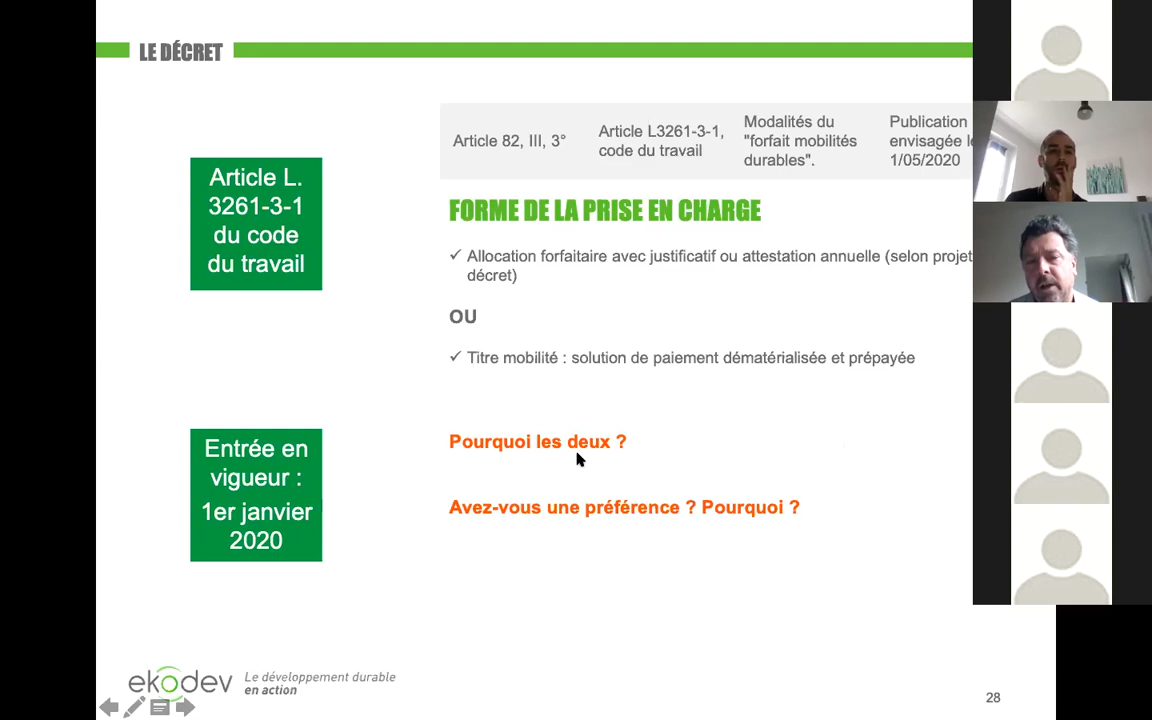 LE DÉCRET
Article 82, III, 3°
Article L3261-3-1,
code du travail
Modalités du
"forfait mobilités
durables".
Publication
envisagée
1/05/2020
Article L.
3261-3-1
du code
du travail
FORME DE LA PRISE EN CHARGE
✓ Allocation forfaitaire avec justificatif ou attestation annuelle (selon projet
décret)
OU
✓ Titre mobilité : solution de paiement dématérialisée et prépayée
Entrée en
vigueur :
1er janvier
2020
Pourquoi les deux ?
Avez-vous une préférence ? Pourquoi ?
ekodev
Le développement durable
en action
28